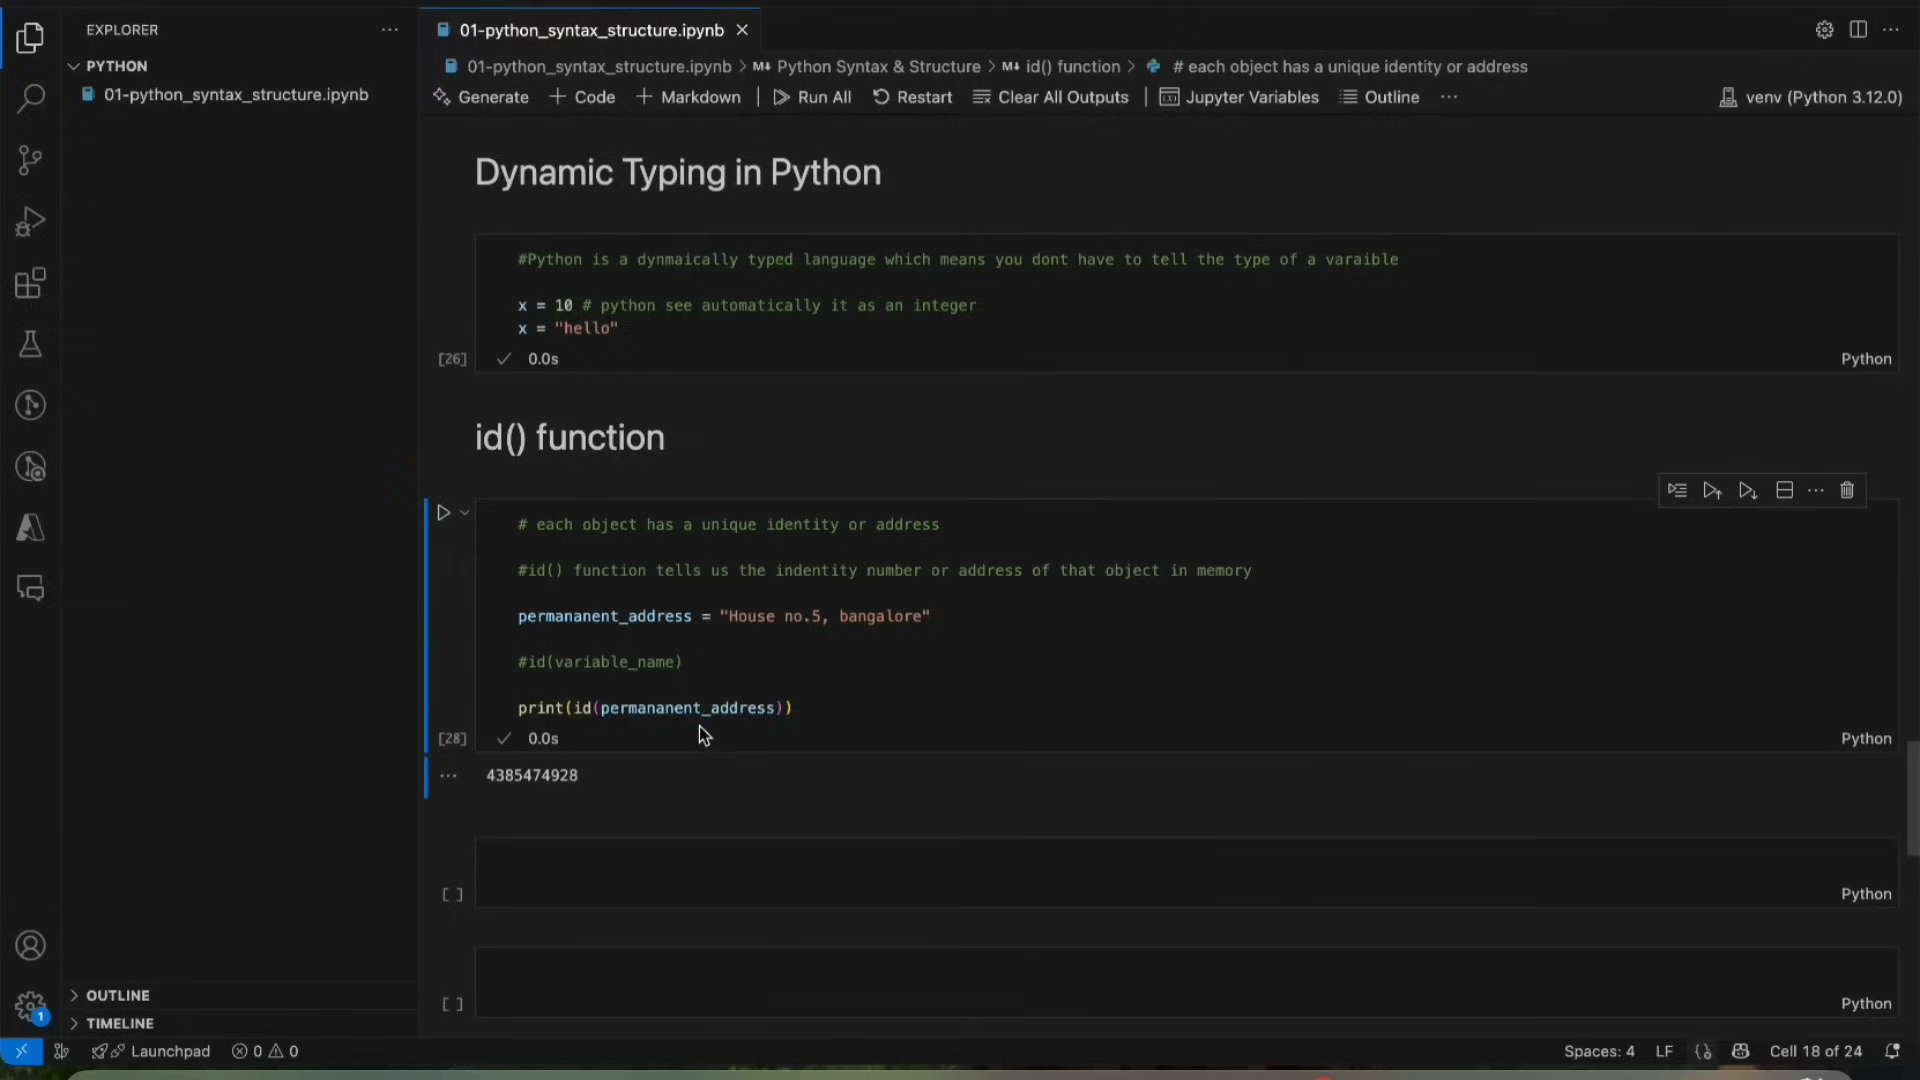 EXPLORER
PYTHON
01-python_syntax_structure.ipynb
OUTLINE
TIMELINE
01-python_syntax_structure.ipynb
01-python_syntax_structure.ipynb > M↓ Python Syntax & Structure > M↓ id() function > # each object has a unique identity or address
Generate + Code + Markdown | Run All Restart Clear All Outputs | Jupyter Variables Outline ··· venv (Python 3.12.0)
Dynamic Typing in Python
#Python is a dynmaically typed language which means you dont have to tell the type of a varaible
x = 10 # python see automatically it as an integer
x = "hello"
[26] ✓ 0.0s Python
id() function
# each object has a unique identity or address
#id() function tells us the indentity number or address of that object in memory
permananent_address = "House no.5, bangalore"
#id(variable_name)
print(id(permananent_address))
[28] ✓ 0.0s Python
··· 4385474928
[ ] Python
[ ] Python
1
Launchpad 0 0 Spaces: 4 LF Cell 18 of 24